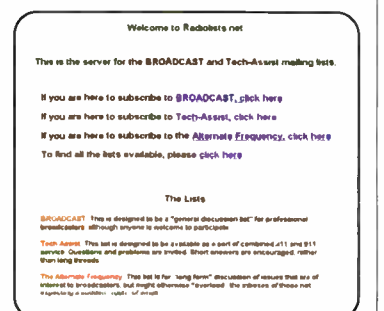 Welcome to Radiolists.net
This is the server for the BROADCAST and Tech-Assist mailing lists.
If you are here to subscribe to BROADCAST, click here
If you are here to subscribe to Tech-Assist, click here
If you are here to subscribe to the Alternate Frequency, click here
To find all the lists available, please click here
The Lists
BROADCAST This is designed to be a "general discussion list" for professional
broadcasters although anyone is welcome to participate
Tech Assist This list is designed to be available as a part of combined 411 and 911
service Questions and problems are invited. Short answers are encouraged, rather
than long threads
The Alternate Frequency This list is for "long form" discussion of issues that are of
interest to broadcasters, but might otherwise "overload" the inboxes of those not
expecting a sudden of email